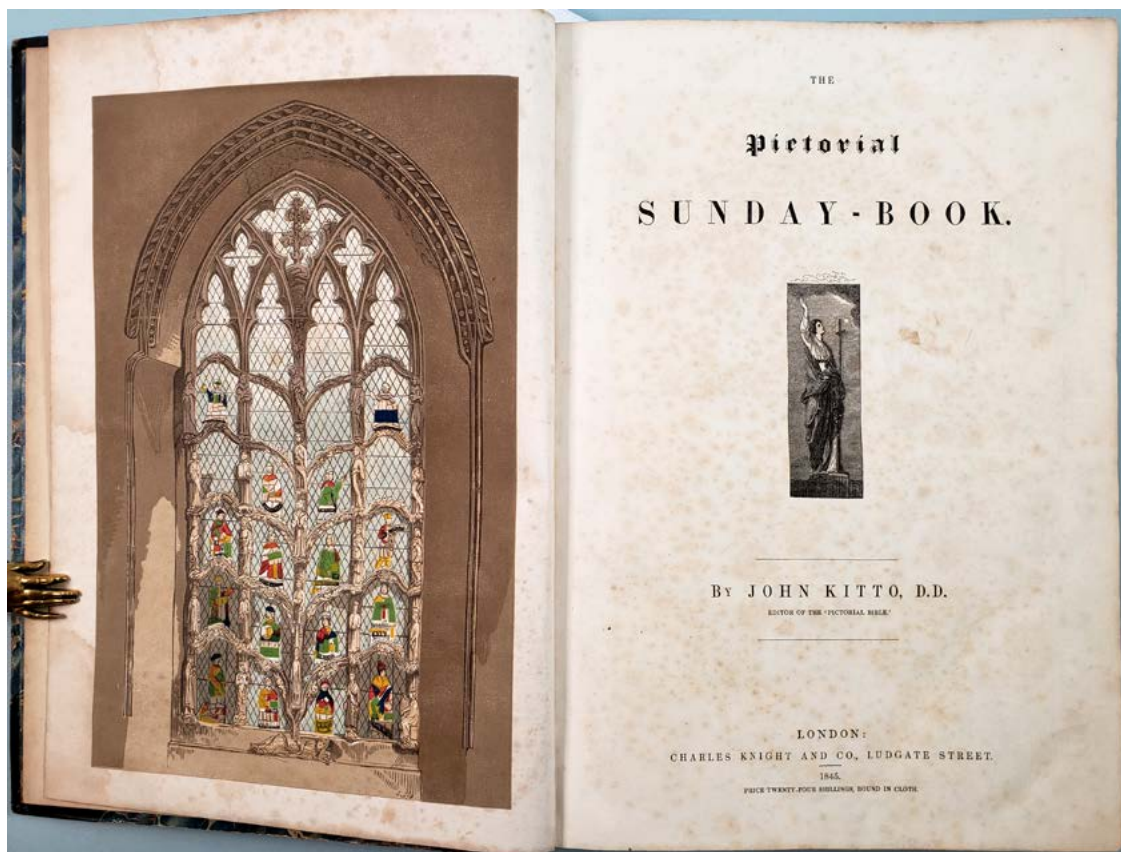 THE
Pictorial
SUNDAY-BOOK.
BY JOHN KITTO, D.D.
EDITOR OF THE "PICTORIAL BIBLE."
LONDON:
CHARLES KNIGHT AND CO., LUDGATE STREET.
1845.
PRICE TWENTY-FOUR SHILLINGS, BOUND IN CLOTH.